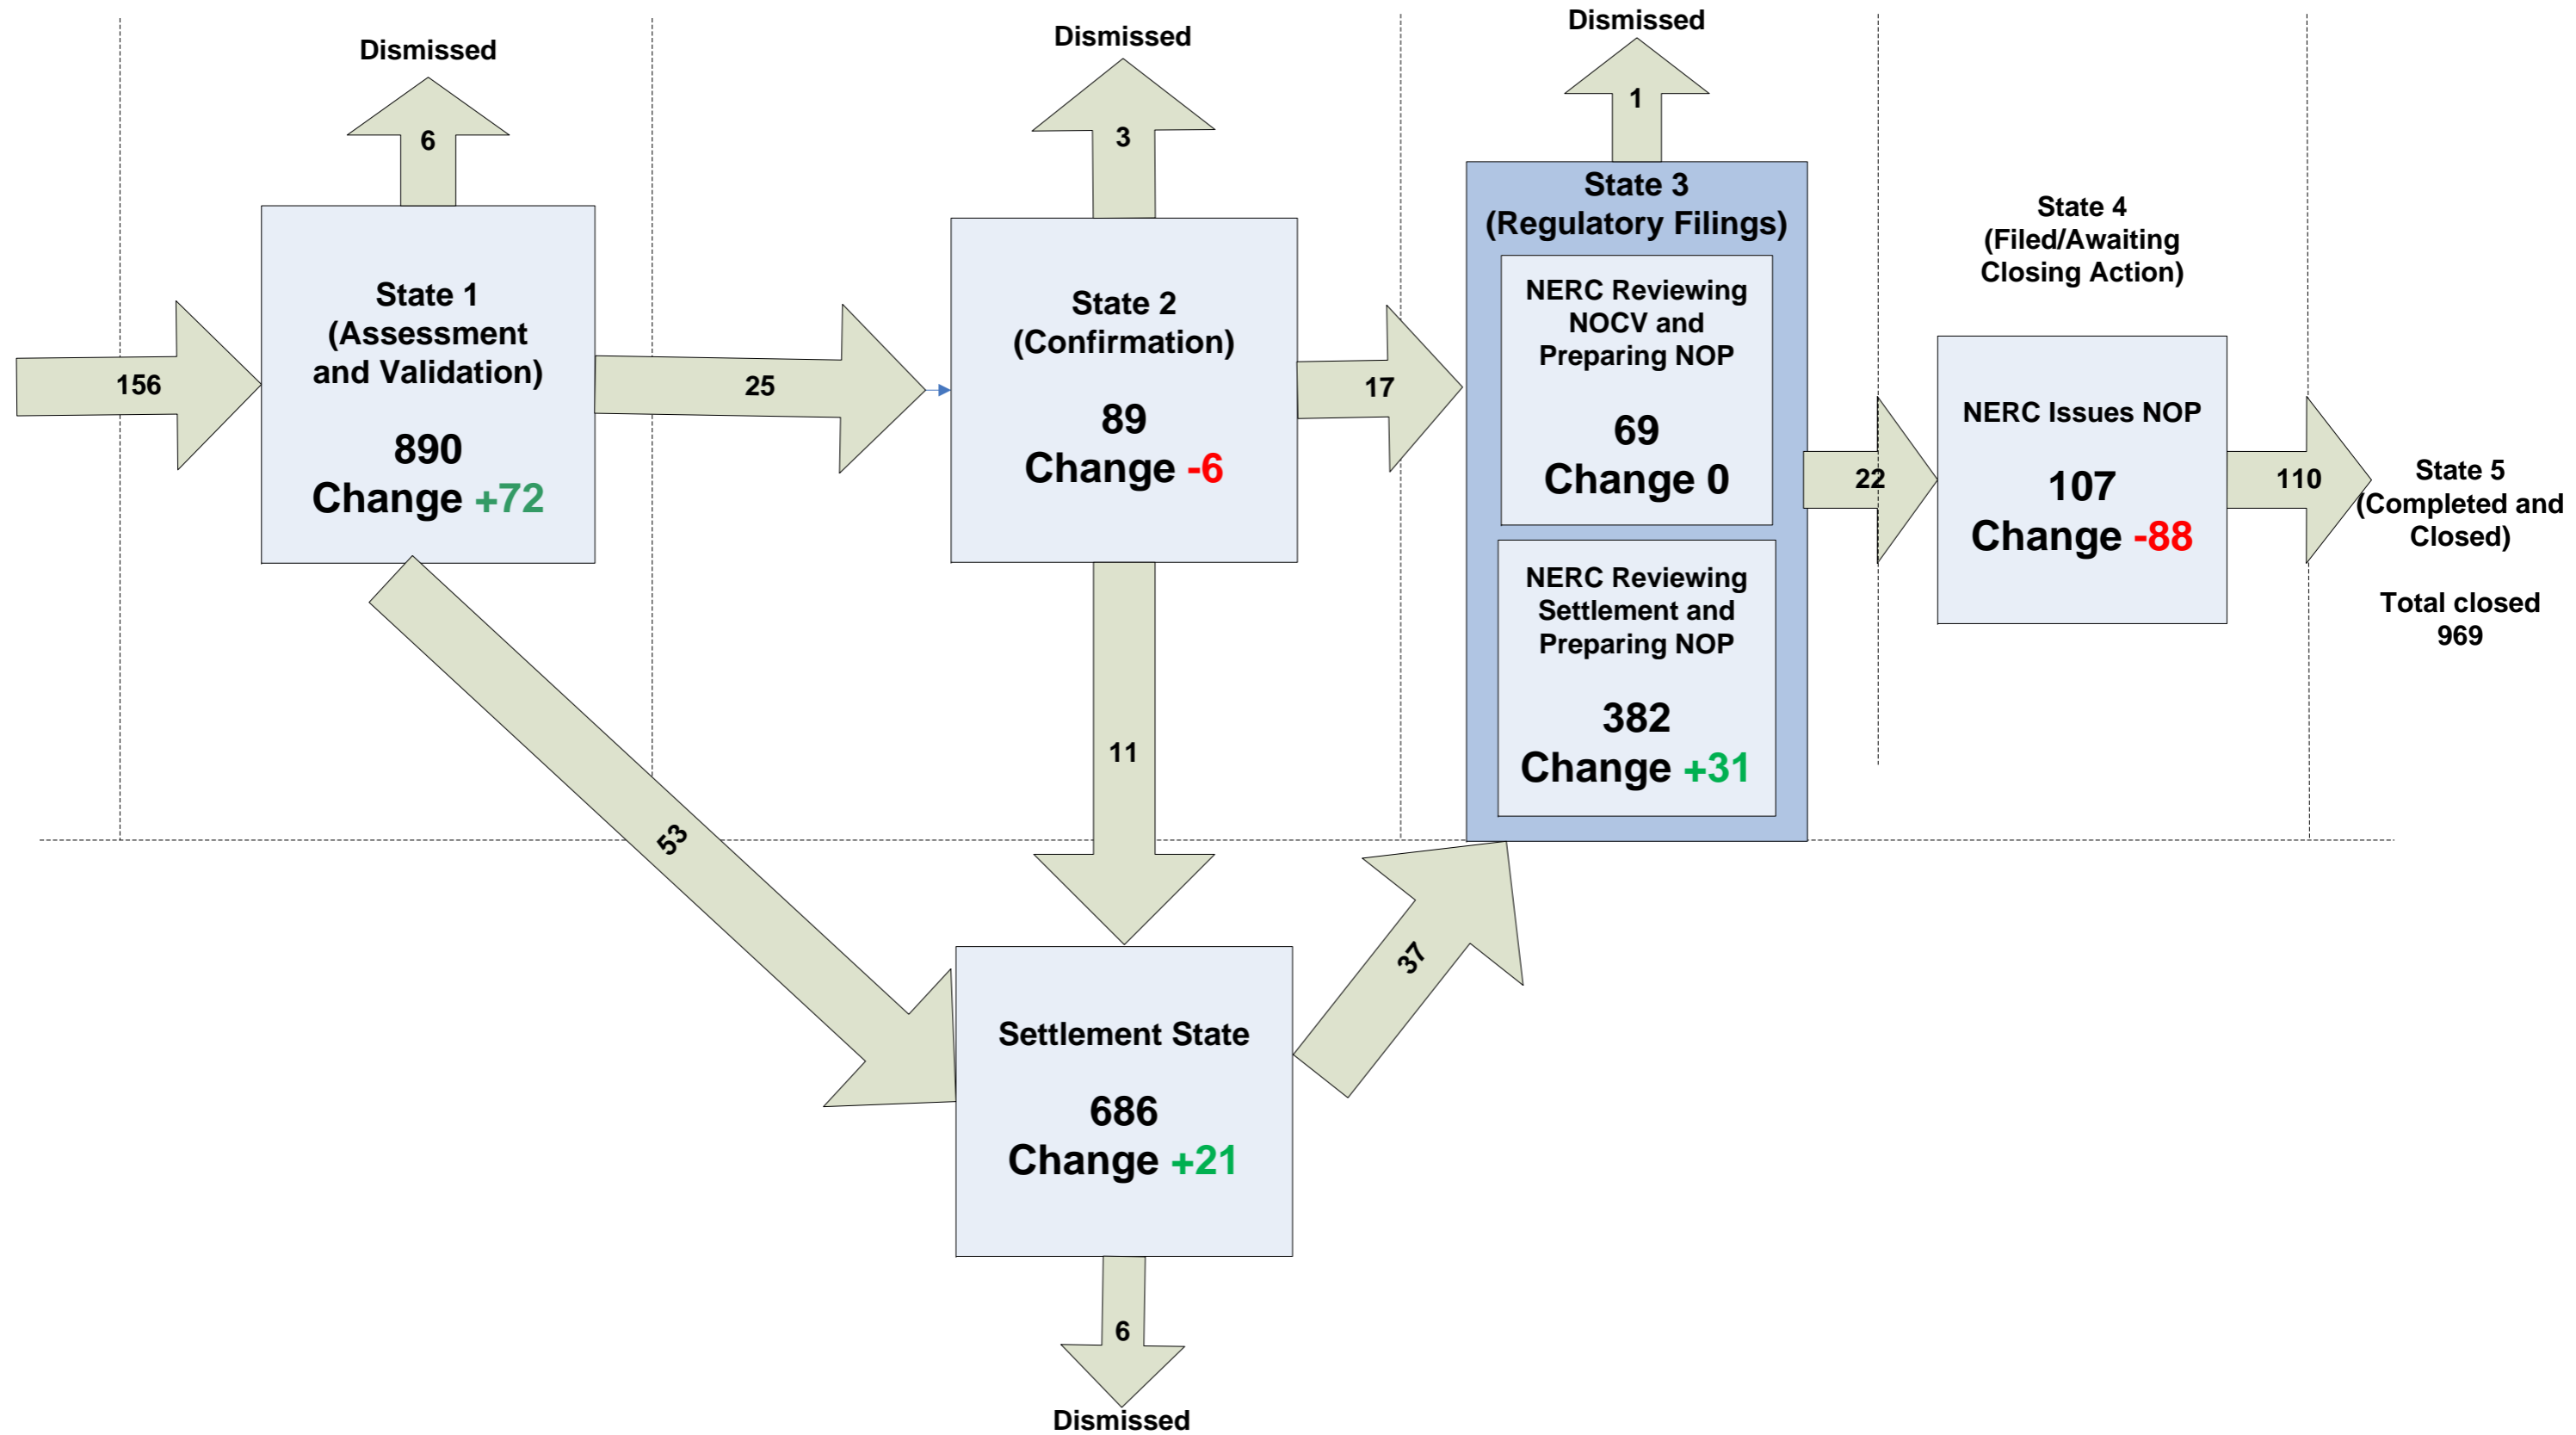 Dismissed
6
156
State 1
(Assessment
and Validation)
890
Change +72
25
Dismissed
3
State 2
(Confirmation)
89
Change -6
17
Dismissed
1
State 3
(Regulatory Filings)
NERC Reviewing
NOCV and
Preparing NOP
69
Change 0
NERC Reviewing
Settlement and
Preparing NOP
382
Change +31
22
State 4
(Filed/Awaiting
Closing Action)
NERC Issues NOP
107
Change -88
110
State 5
(Completed and
Closed)
Total closed
969
53
11
37
Settlement State
686
Change +21
6
Dismissed